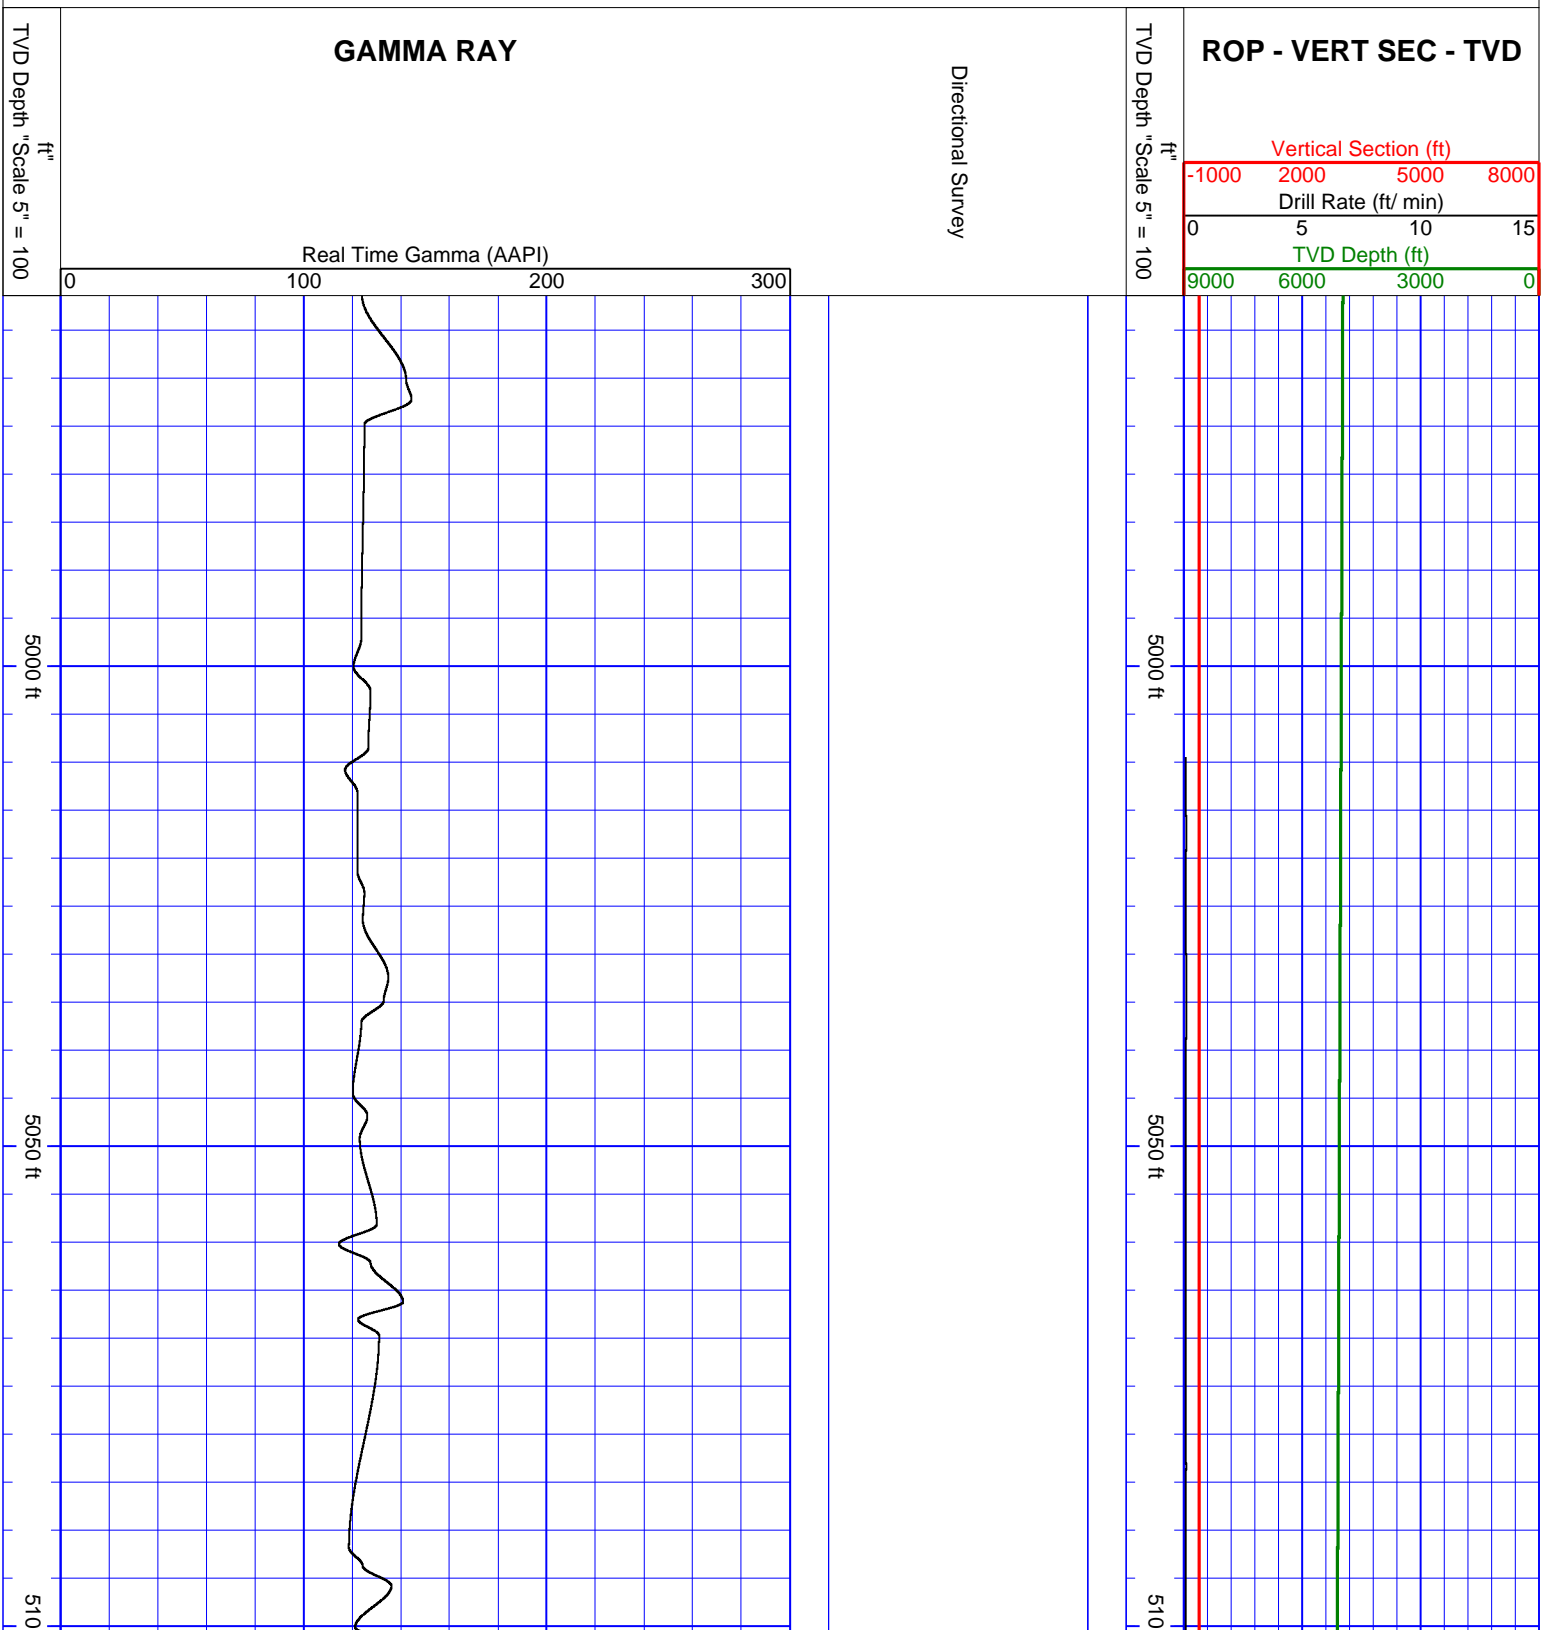 TVD Depth "Scale 5" = 100
ft"
GAMMA RAY
Real Time Gamma (AAPI)
0 100 200 300
Directional Survey
TVD Depth "Scale 5" = 100
ft"
ROP - VERT SEC - TVD
Vertical Section (ft)
-1000 2000 5000 8000
Drill Rate (ft/ min)
0 5 10 15
TVD Depth (ft)
9000 6000 3000 0
5000 ft 5000 ft
5050 ft 5050 ft
510 510